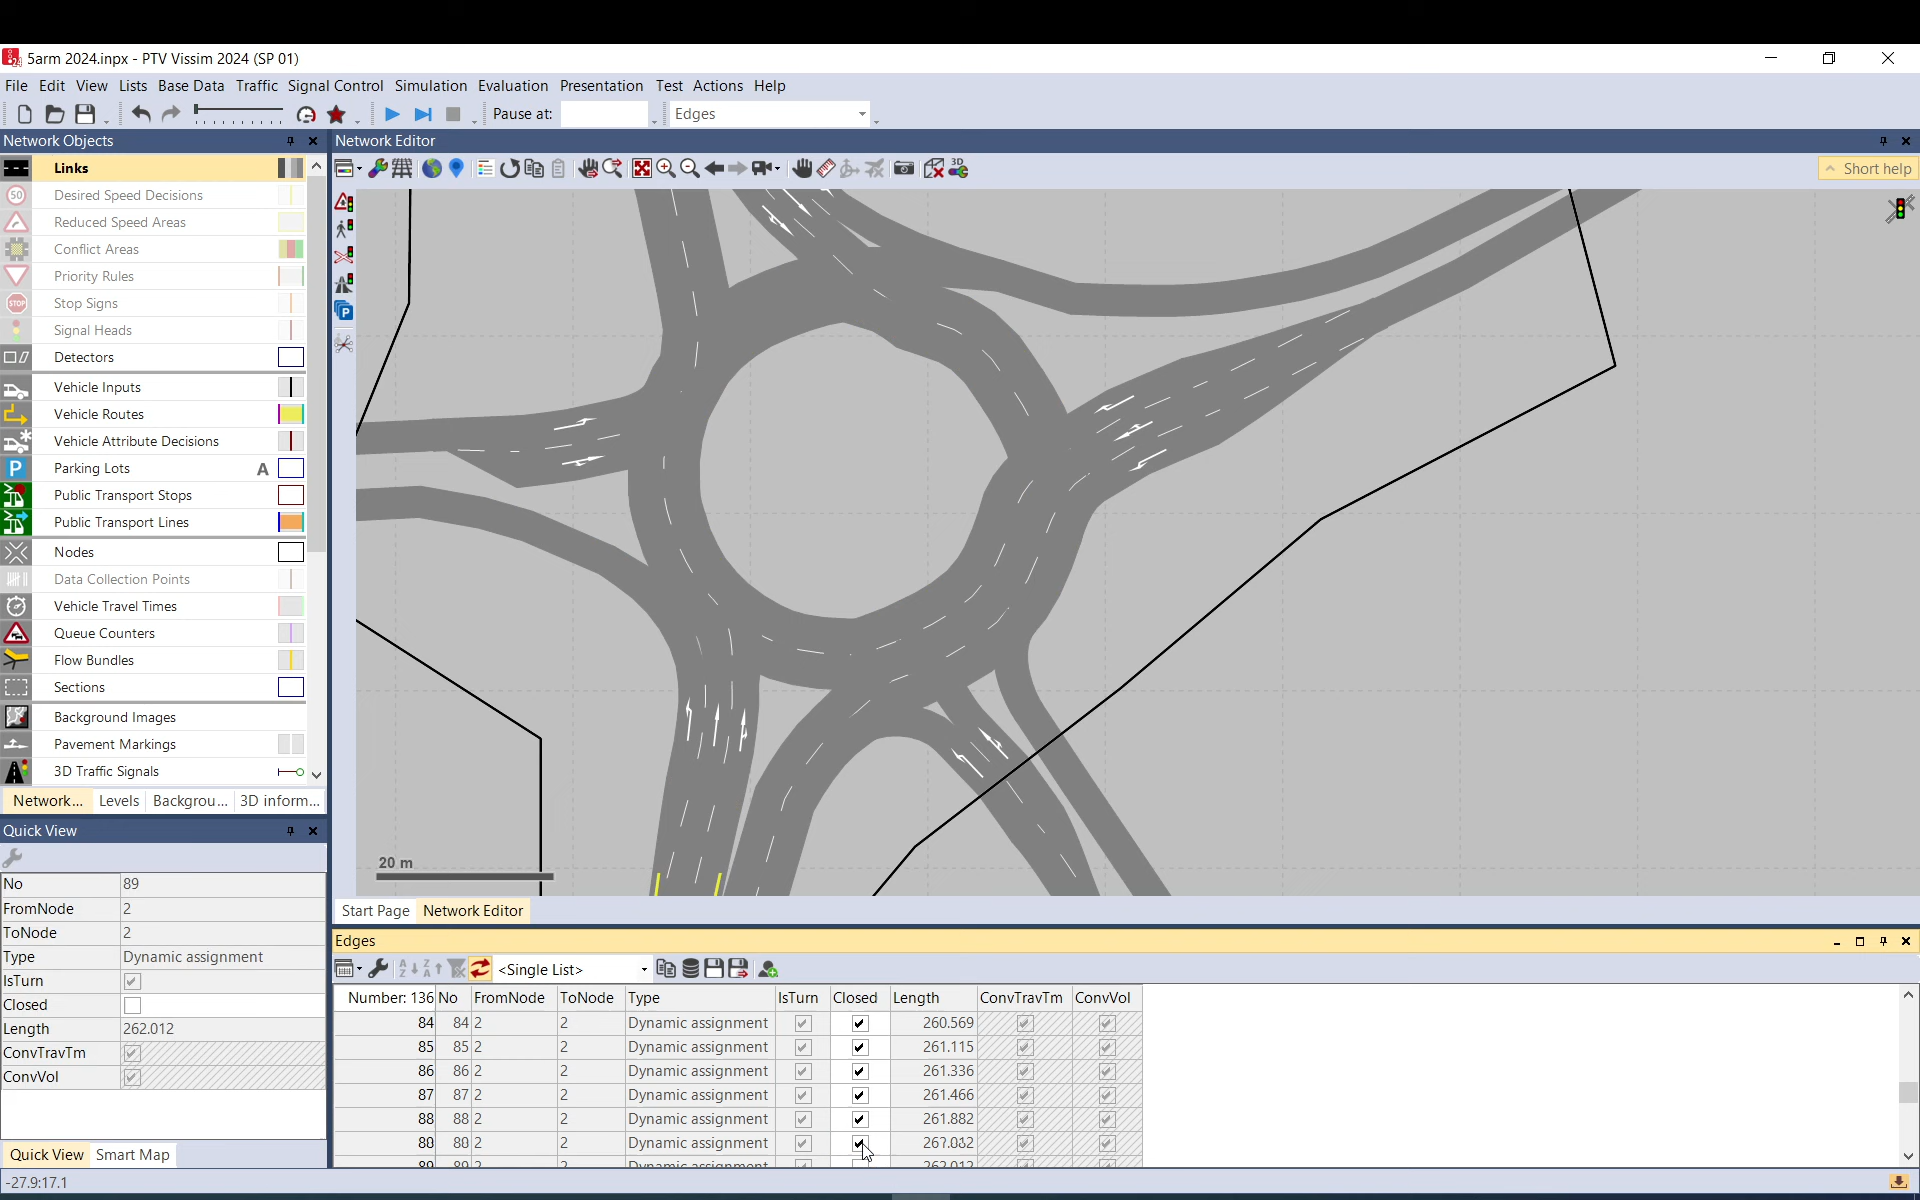 5arm 2024.inpx - PTV Vissim 2024 (SP 01)
File Edit View Lists Base Data Traffic Signal Control Simulation Evaluation Presentation Test Actions Help
Pause at: Edges
Network Objects
Links
50 Desired Speed Decisions
Reduced Speed Areas
Conflict Areas
Priority Rules
STOP Stop Signs
Signal Heads
Detectors
Vehicle Inputs
Vehicle Routes
Vehicle Attribute Decisions
P Parking Lots A
Public Transport Stops
Public Transport Lines
Nodes
Data Collection Points
Vehicle Travel Times
Queue Counters
Flow Bundles
Sections
Background Images
Pavement Markings
3D Traffic Signals
Network... Levels Backgrou... 3D inform...
Quick View
No 89
FromNode 2
ToNode 2
Type Dynamic assignment
IsTurn
Closed
Length 262.012
ConvTravTm
ConvVol
Quick View Smart Map
-27.9:17.1
Network Editor
3D
Short help
P
20 m
Start Page Network Editor
Edges
<Single List>
Number: 136 No FromNode ToNode Type IsTurn Closed Length ConvTravTm ConvVol
84 84 2 2 Dynamic assignment 260.569
85 85 2 2 Dynamic assignment 261.115
86 86 2 2 Dynamic assignment 261.336
87 87 2 2 Dynamic assignment 261.466
88 88 2 2 Dynamic assignment 261.882
2 2 Dynamic assignment